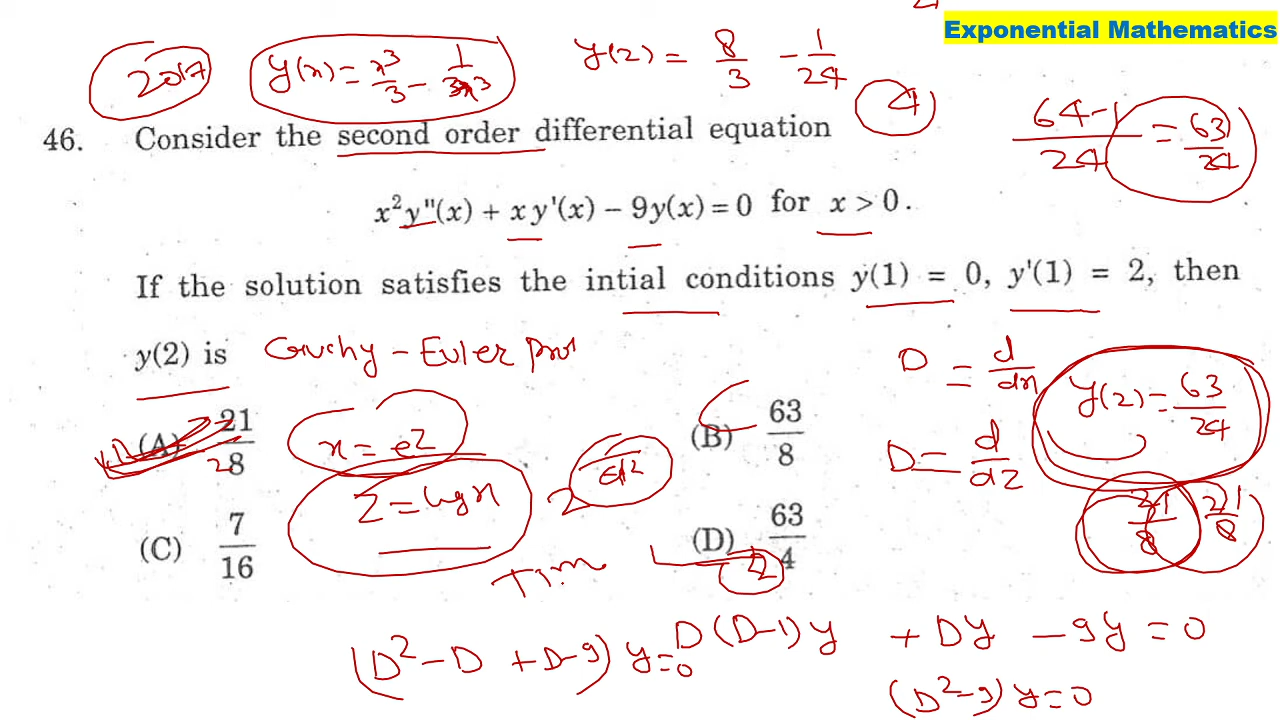 Exponential Mathematics
2017 y(x) = x³/3 - 1/3x³ y(2) = 8/3 - 1/24
4
64-1/24 = 63/24
46. Consider the second order differential equation
x²y"(x) + xy'(x) − 9y(x) = 0 for x > 0.
If the solution satisfies the intial conditions y(1) = 0, y'(1) = 2, then
y(2) is Cauchy - Euler
D = d/dx
y(2) = 63/24
(A) 21/8
x = e^z
(B) 63/8
D = d/dz
z = log x
21/8 21/8
(C) 7/16
(D) 63/4
D(D-1)y + Dy - 9y = 0
(D² - D + D - 9) y = 0
(D² - 9) y = 0